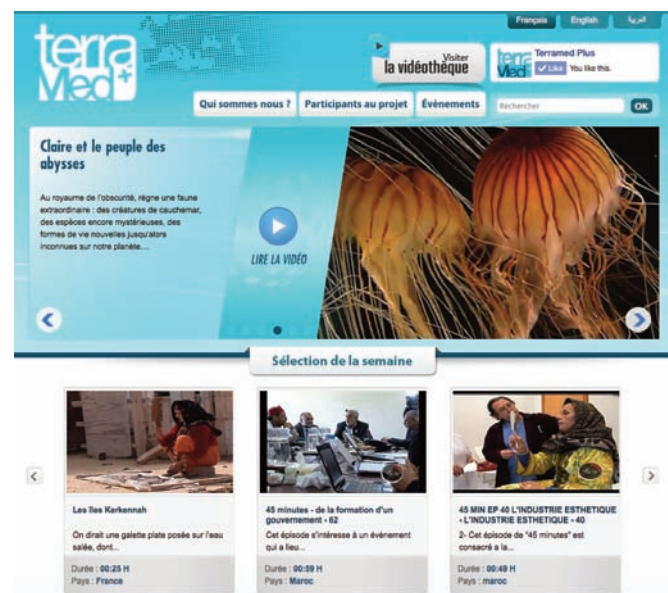 Français English العربية
terra
Med+
Visiter
la vidéothèque
terra
Med
Terramed Plus
Like You like this.
Qui sommes nous ? Participants au projet Évènements Rechercher OK
Claire et le peuple des
abysses
Au royaume de l'obscurité, règne une faune
extraordinaire : des créatures de cauchemar,
des espèces encore mystérieuses, des
formes de vie nouvelles jusqu'alors
inconnues sur notre planète....
LIRE LA VIDÉO
Sélection de la semaine
Les îles Kerkennah
On dirait une galette plate posée sur l'eau
salée, dont...
Durée : 00:25 H
Pays : France
45 minutes - de la formation d'un
gouvernement - 62
Cet épisode s'intéresse à un évènement
qui a lieu...
Durée : 00:59 H
Pays : Maroc
45 MIN EP 40 L'INDUSTRIE ESTHETIQUE
- L'INDUSTRIE ESTHETIQUE - 40
2- Cet épisode de "45 minutes" est
consacré à la...
Durée : 00:49 H
Pays : maroc